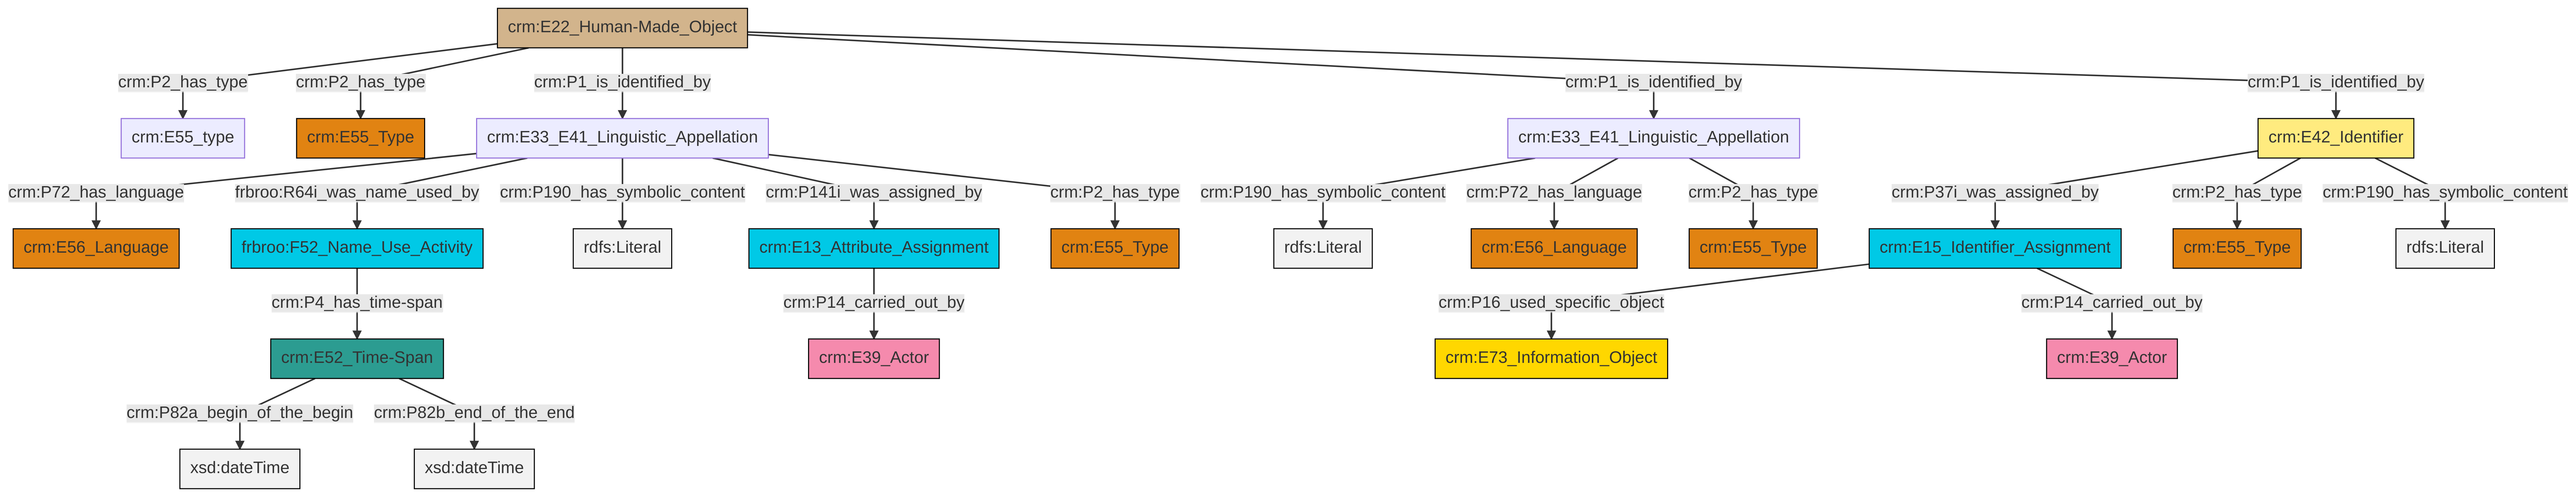 crm:E22_Human-Made_Object
crm:P2_has_type
crm:P2_has_type
crm:P1_is_identified_by
crm:P1_is_identified_by
crm:P1_is_identified_by
crm:E55_type
crm:E55_Type
crm:E33_E41_Linguistic_Appellation
crm:E33_E41_Linguistic_Appellation
crm:E42_Identifier
crm:P72_has_language
frbroo:R64i_was_name_used_by
crm:P190_has_symbolic_content
crm:P141i_was_assigned_by
crm:P2_has_type
crm:P190_has_symbolic_content
crm:P72_has_language
crm:P2_has_type
crm:P37i_was_assigned_by
crm:P2_has_type
crm:P190_has_symbolic_content
crm:E56_Language
frbroo:F52_Name_Use_Activity
rdfs:Literal
crm:E13_Attribute_Assignment
crm:E55_Type
rdfs:Literal
crm:E56_Language
crm:E55_Type
crm:E15_Identifier_Assignment
crm:E55_Type
rdfs:Literal
crm:P4_has_time-span
crm:P14_carried_out_by
crm:P16_used_specific_object
crm:P14_carried_out_by
crm:E52_Time-Span
crm:E39_Actor
crm:E73_Information_Object
crm:E39_Actor
crm:P82a_begin_of_the_begin
crm:P82b_end_of_the_end
xsd:dateTime
xsd:dateTime